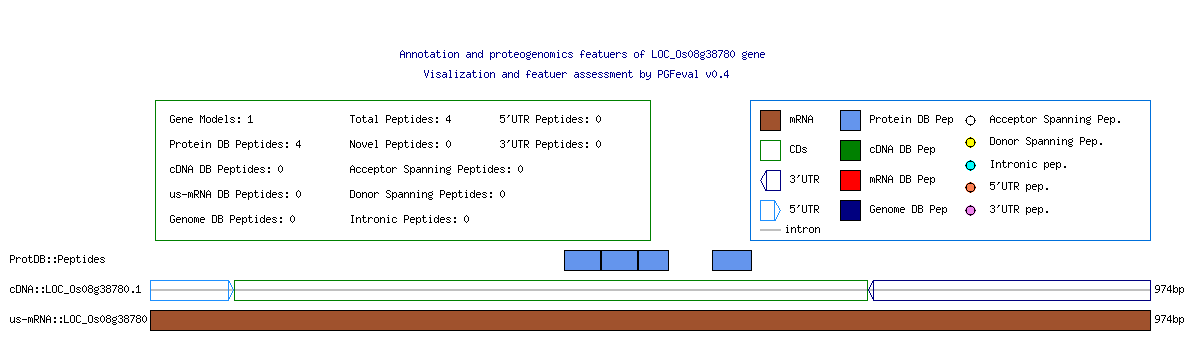 Annotation and proteogenomics featuers of LOC_Os08g38780 gene
Visalization and featuer assessment by PGFeval v0.4
Gene Models: 1 Total Peptides: 4 5'UTR Peptides: 0
Protein DB Peptides: 4 Novel Peptides: 0 3'UTR Peptides: 0
cDNA DB Peptides: 0 Acceptor Spanning Peptides: 0
us-mRNA DB Peptides: 0 Donor Spanning Peptides: 0
Genome DB Peptides: 0 Intronic Peptides: 0
mRNA Protein DB Pep Acceptor Spanning Pep.
CDs cDNA DB Pep Donor Spanning Pep.
3'UTR mRNA DB Pep Intronic pep.
5'UTR Genome DB Pep 5'UTR pep.
intron 3'UTR pep.
ProtDB::Peptides
cDNA::LOC_Os08g38780.1 974bp
us-mRNA::LOC_Os08g38780 974bp